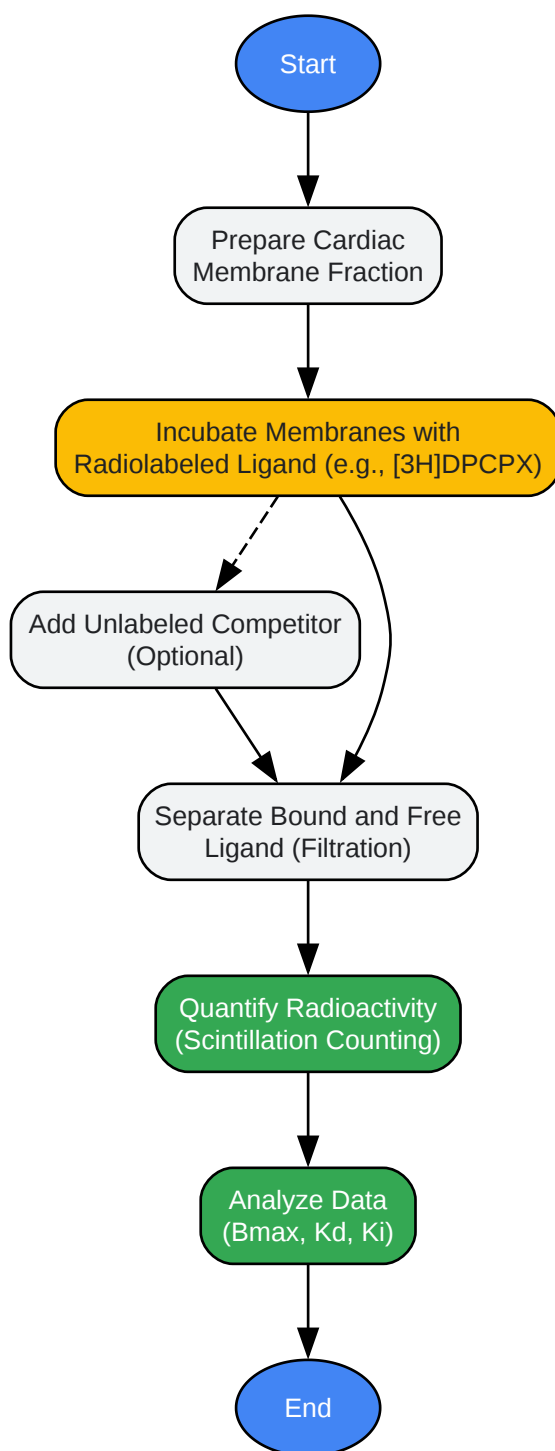 Start
Prepare Cardiac
Membrane Fraction
Incubate Membranes with
Radiolabeled Ligand (e.g., [3H]DPCPX)
Add Unlabeled Competitor
(Optional)
Separate Bound and Free
Ligand (Filtration)
Quantify Radioactivity
(Scintillation Counting)
Analyze Data
(Bmax, Kd, Ki)
End